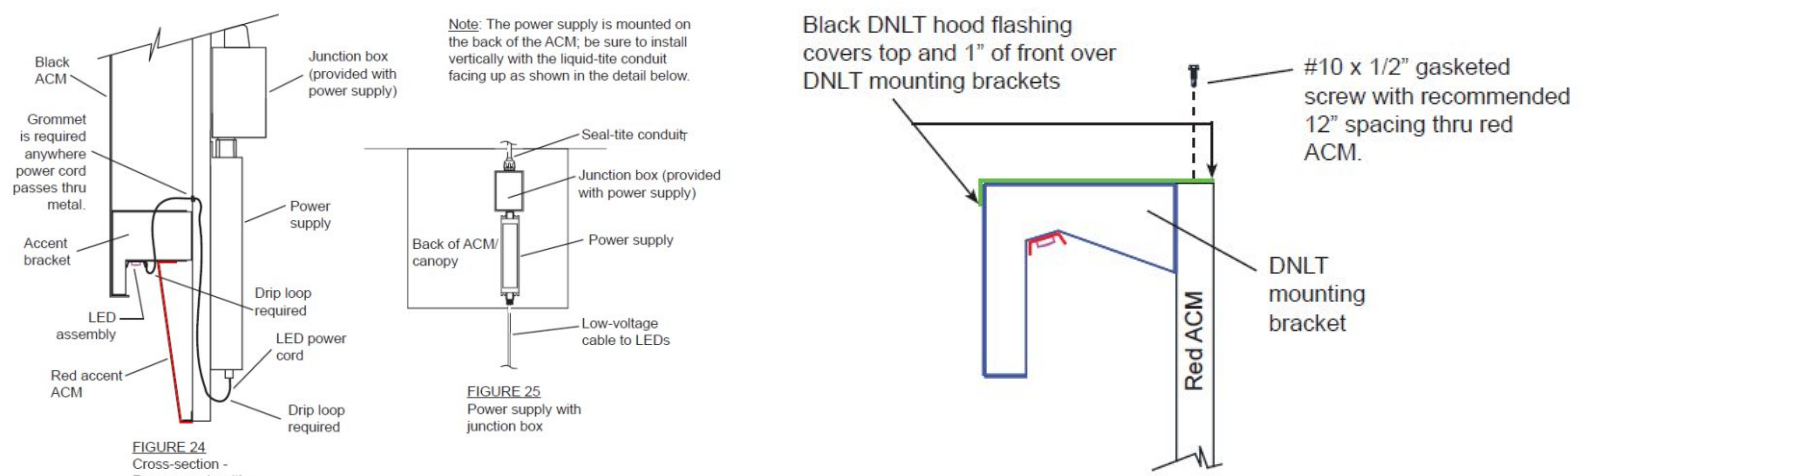 Black
ACM
Grommet
is required
anywhere
power cord
passes thru
metal.
Accent
bracket
LED
assembly
Red accent
ACM
Junction box
(provided with
power supply)
Power
supply
Drip loop
required
LED power
cord
Drip loop
required
FIGURE 24
Cross-section -
Note: The power supply is mounted on
the back of the ACM; be sure to install
vertically with the liquid-tite conduit
facing up as shown in the detail below.
Seal-tite conduit
Junction box (provided
with power supply)
Back of ACM/
canopy
Power supply
Low-voltage
cable to LEDs
FIGURE 25
Power supply with
junction box
Black DNLT hood flashing
covers top and 1” of front over
DNLT mounting brackets
#10 x 1/2” gasketed
screw with recommended
12” spacing thru red
ACM.
DNLT
mounting
bracket
Red ACM